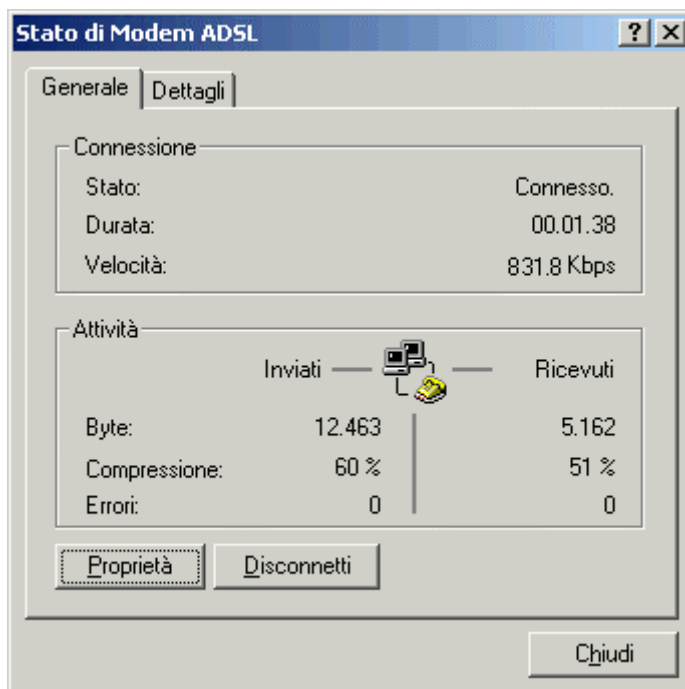 Stato di Modem ADSL
Generale Dettagli
Connessione
Stato: Connesso.
Durata: 00.01.38
Velocità: 831.8 Kbps
Attività
Inviati Ricevuti
Byte: 12.463 5.162
Compressione: 60 % 51 %
Errori: 0 0
Proprietà Disconnetti
Chiudi